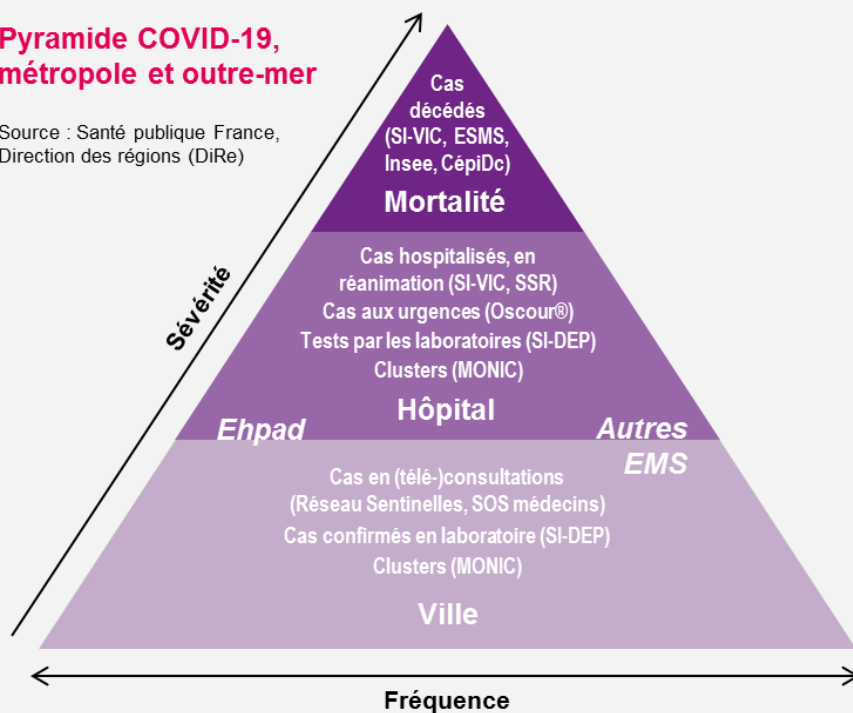 Pyramide COVID-19,
métropole et outre-mer
Source : Santé publique France,
Direction des régions (DiRe)
Sévérité
Cas
décédés
(SI-VIC, ESMS,
Insee, CépiDc)
Mortalité
Cas hospitalisés, en
réanimation (SI-VIC, SSR)
Cas aux urgences (Oscour®)
Tests par les laboratoires (SI-DEP)
Clusters (MONIC)
Hôpital
Ehpad
Autres
EMS
Cas en (télé-)consultations
(Réseau Sentinelles, SOS médecins)
Cas confirmés en laboratoire (SI-DEP)
Clusters (MONIC)
Ville
Fréquence